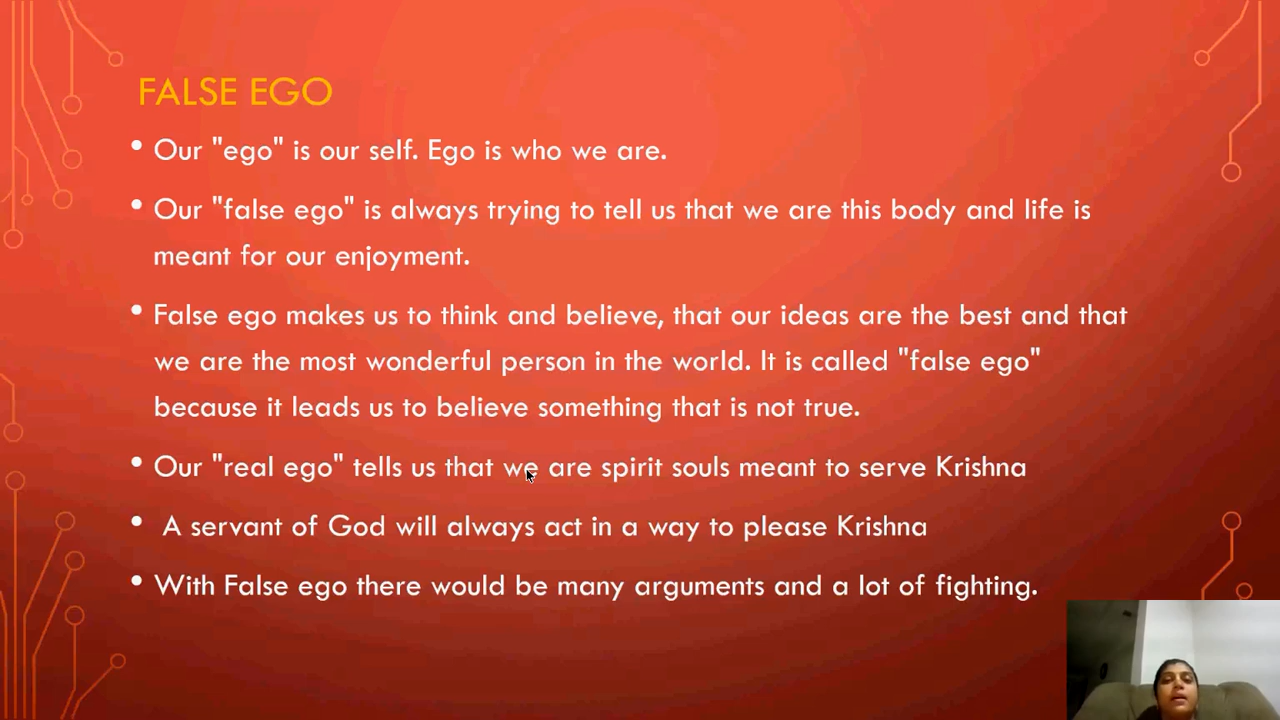 FALSE EGO
• Our "ego" is our self. Ego is who we are.
• Our "false ego" is always trying to tell us that we are this body and life is
meant for our enjoyment.
• False ego makes us to think and believe, that our ideas are the best and that
we are the most wonderful person in the world. It is called "false ego"
because it leads us to believe something that is not true.
• Our "real ego" tells us that we are spirit souls meant to serve Krishna
• A servant of God will always act in a way to please Krishna
• With False ego there would be many arguments and a lot of fighting.